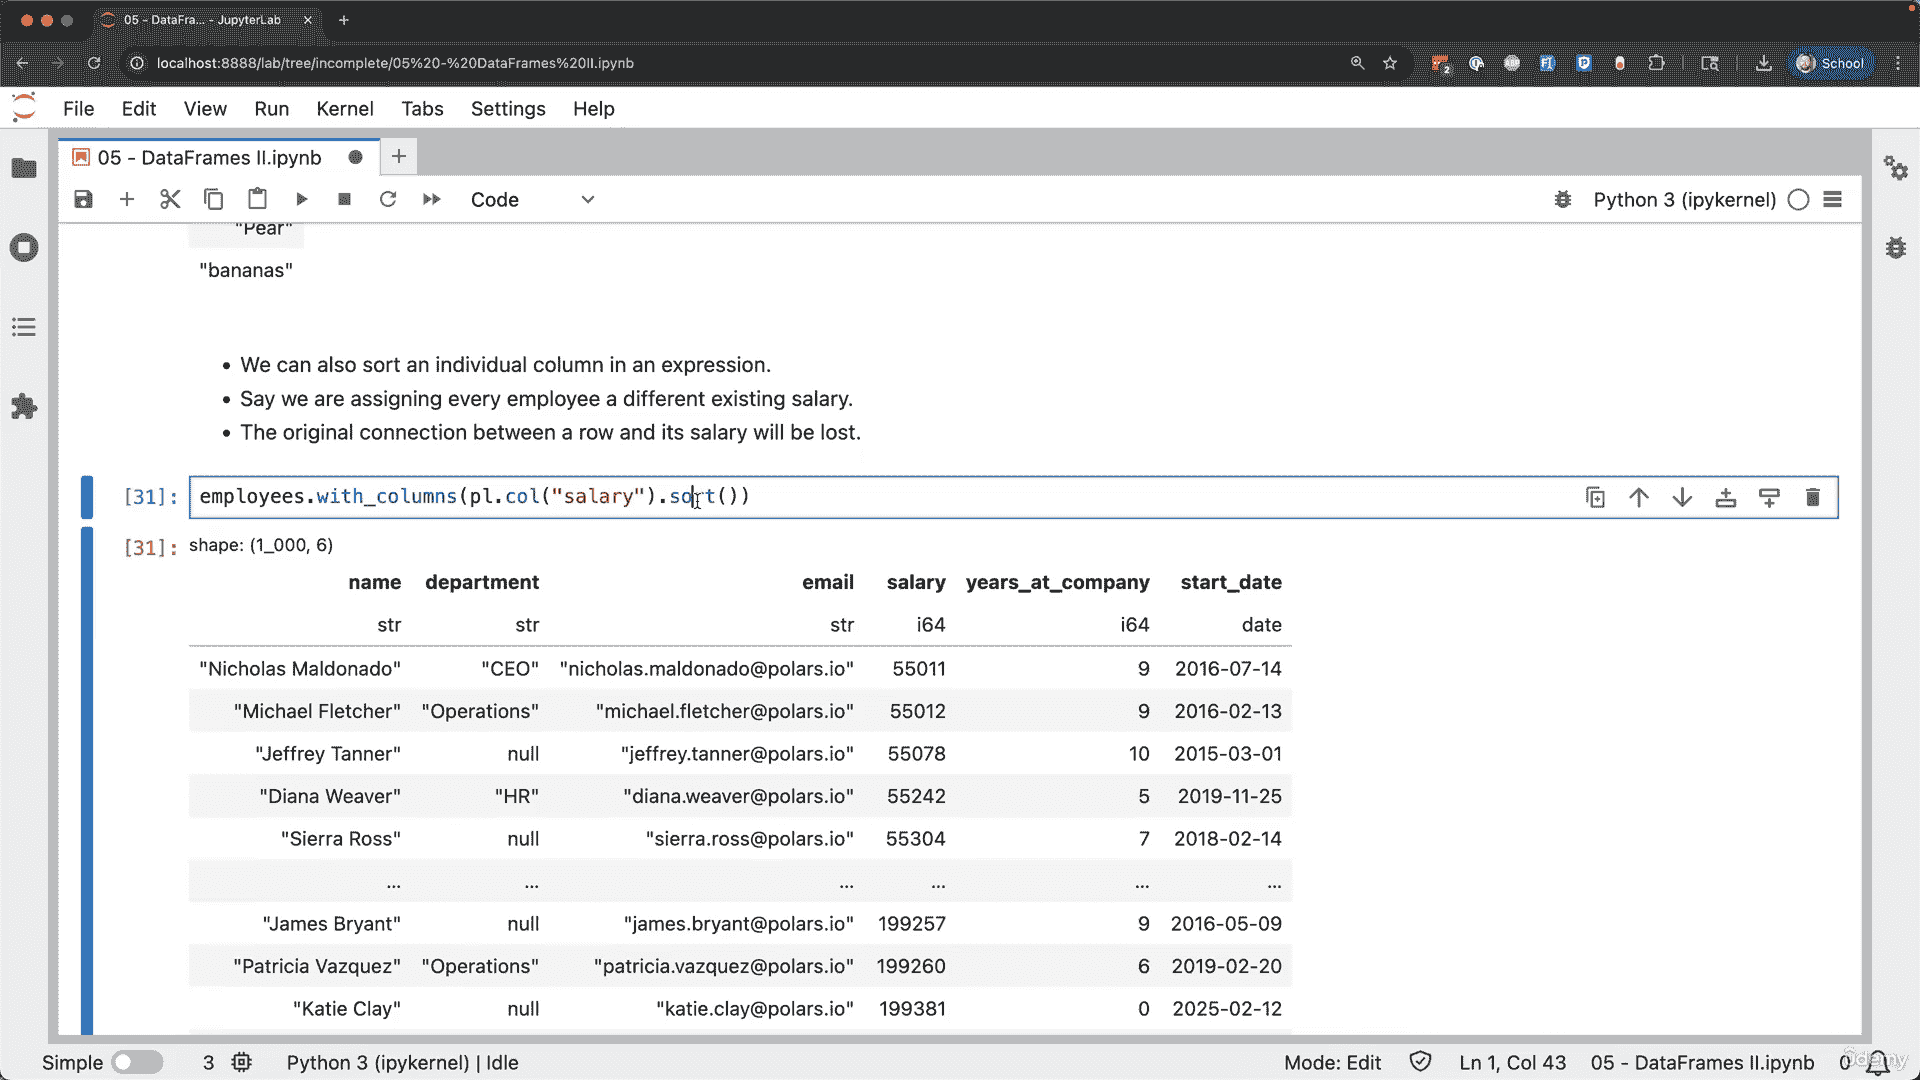 05 - DataFra... - JupyterLab
localhost:8888/lab/tree/incomplete/05%20-%20DataFrames%20II.ipynb
2
School
File Edit View Run Kernel Tabs Settings Help
05 - DataFrames II.ipynb
Code
Python 3 (ipykernel)
"Pear"
"bananas"
• We can also sort an individual column in an expression.
• Say we are assigning every employee a different existing salary.
• The original connection between a row and its salary will be lost.
[31]: employees.with_columns(pl.col("salary").sort())
[31]: shape: (1_000, 6)
name department email salary years_at_company start_date
str str str i64 i64 date
"Nicholas Maldonado" "CEO" "nicholas.maldonado@polars.io" 55011 9 2016-07-14
"Michael Fletcher" "Operations" "michael.fletcher@polars.io" 55012 9 2016-02-13
"Jeffrey Tanner" null "jeffrey.tanner@polars.io" 55078 10 2015-03-01
"Diana Weaver" "HR" "diana.weaver@polars.io" 55242 5 2019-11-25
"Sierra Ross" null "sierra.ross@polars.io" 55304 7 2018-02-14
... ... ... ... ... ...
"James Bryant" null "james.bryant@polars.io" 199257 9 2016-05-09
"Patricia Vazquez" "Operations" "patricia.vazquez@polars.io" 199260 6 2019-02-20
"Katie Clay" null "katie.clay@polars.io" 199381 0 2025-02-12
Simple 3 Python 3 (ipykernel) | Idle Mode: Edit Ln 1, Col 43 05 - DataFrames II.ipynb 0
udemy